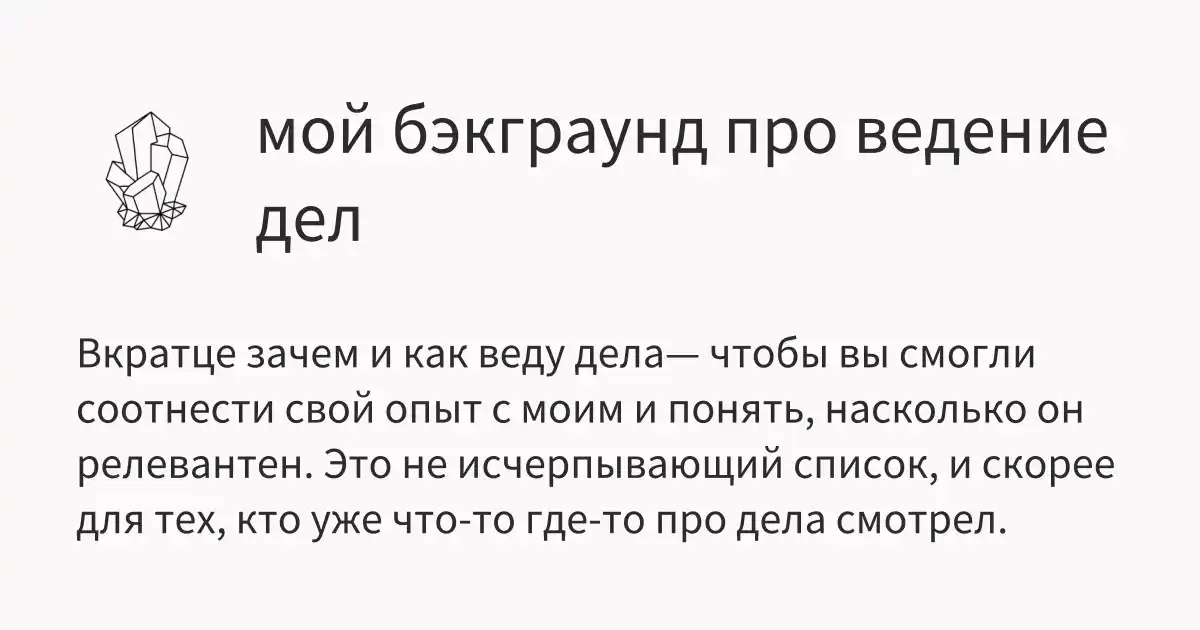 мой бэкграунд про ведение
дел
Вкратце зачем и как веду дела— чтобы вы смогли
соотнести свой опыт с моим и понять, насколько он
релевантен. Это не исчерпывающий список, и скорее
для тех, кто уже что-то где-то про дела смотрел.